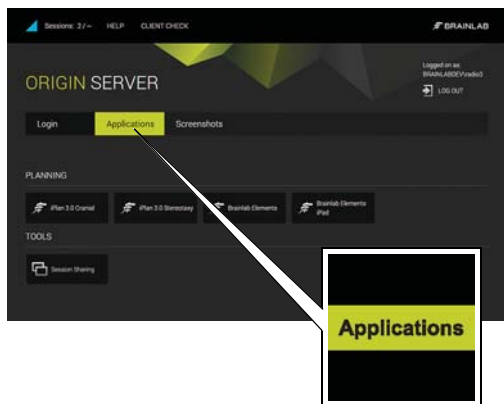 Sessions: 2 / ∞ HELP CLIENT CHECK BRAINLAB
Logged on as:
BRAINLABDEV\radio3
LOG OUT
ORIGIN SERVER
Login Applications Screenshots
PLANNING
iPlan 3.0 Cranial iPlan 3.0 Stereotaxy Brainlab Elements Brainlab Elements
iPad
TOOLS
Session Sharing
Applications